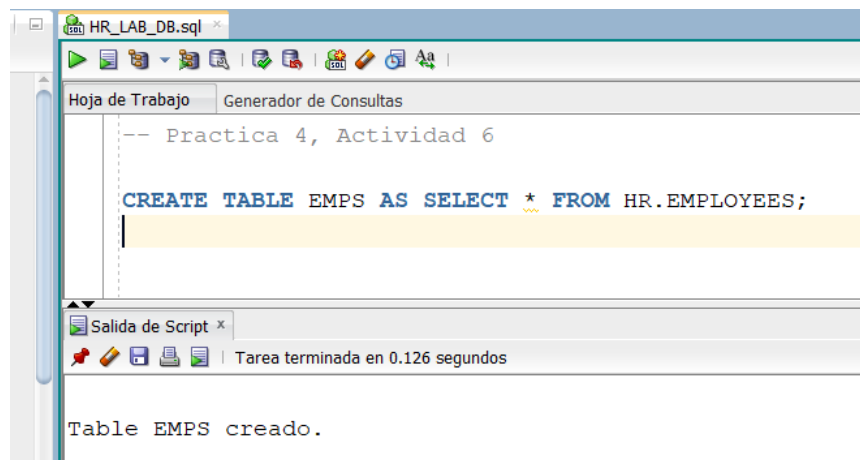 HR_LAB_DB.sql
Hoja de Trabajo Generador de Consultas
-- Practica 4, Actividad 6
CREATE TABLE EMPS AS SELECT * FROM HR.EMPLOYEES;
Salida de Script
Tarea terminada en 0.126 segundos
Table EMPS creado.